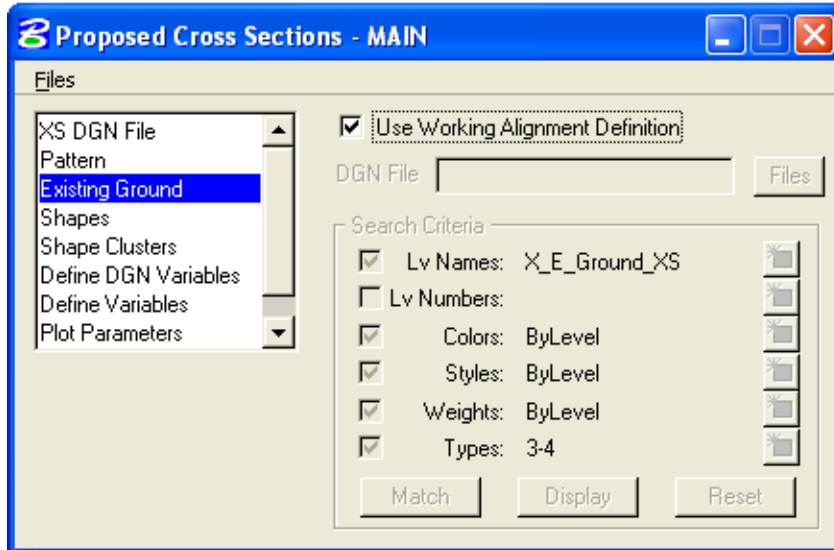 Proposed Cross Sections - MAIN
Files
XS DGN File
Pattern
Existing Ground
Shapes
Shape Clusters
Define DGN Variables
Define Variables
Plot Parameters
Use Working Alignment Definition
DGN File
Files
Search Criteria
Lv Names: X_E_Ground_XS
Lv Numbers:
Colors: ByLevel
Styles: ByLevel
Weights: ByLevel
Types: 3-4
Match Display Reset